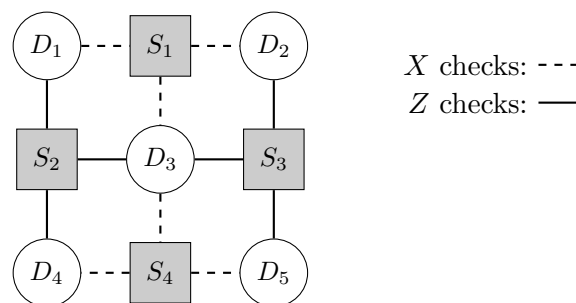 D₁ S₁ D₂
X checks:
Z checks:
S₂ D₃ S₃
D₄ S₄ D₅